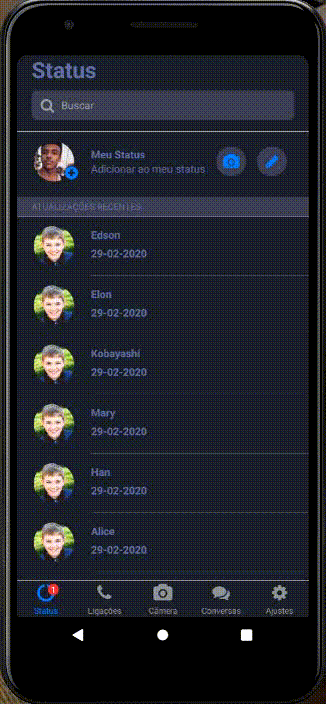 Status
Buscar
Meu Status
Adicionar ao meu status
ATUALIZAÇÕES RECENTES
Edson
29-02-2020
Elon
29-02-2020
Kobayashi
29-02-2020
Mary
29-02-2020
Han
29-02-2020
Alice
29-02-2020
1
Status Ligações Câmera Conversas Ajustes